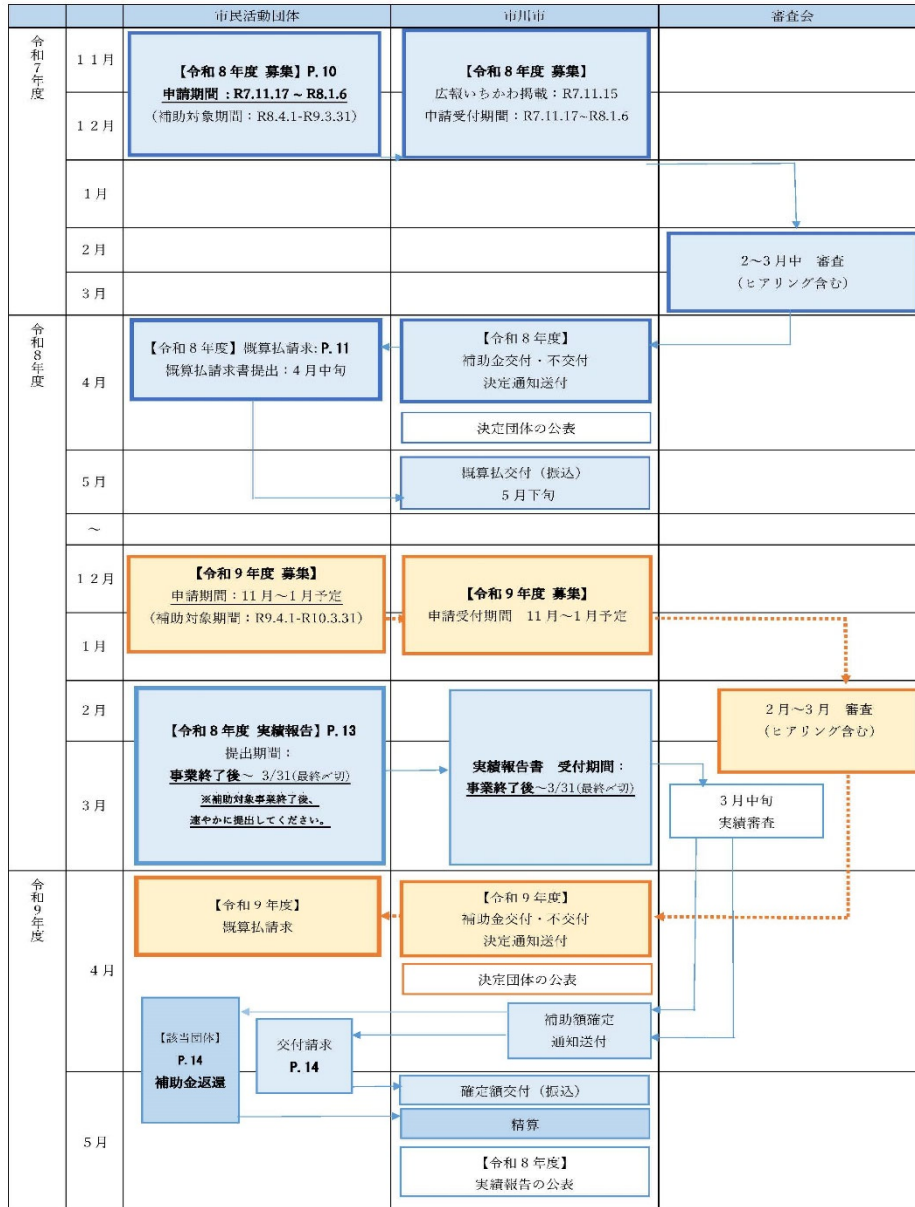 市民活動団体
市川市
審査会
令和7年度
11月
12月
1月
2月
3月
【令和8年度 募集】P.10
申請期間：R7.11.17～R8.1.6
（補助対象期間：R8.4.1-R9.3.31）
【令和8年度 募集】
広報いちかわ掲載：R7.11.15
申請受付期間：R7.11.17~R8.1.6
2～3月中　審査
（ヒアリング含む）
令和8年度
4月
【令和8年度】概算払請求：P.11
概算払請求書提出：4月中旬
【令和8年度】
補助金交付・不交付
決定通知送付
決定団体の公表
5月
概算払交付（振込）
5月下旬
～
12月
1月
【令和9年度 募集】
申請期間：11月～1月予定
（補助対象期間：R9.4.1-R10.3.31）
【令和9年度 募集】
申請受付期間　11月～1月予定
2月
3月
【令和8年度 実績報告】P.13
提出期間：
事業終了後～ 3/31(最終〆切)
※補助対象事業終了後、
速やかに提出してください。
実績報告書　受付期間：
事業終了後～3/31(最終〆切)
2月～3月　審査
（ヒアリング含む）
3月中旬
実績審査
令和9年度
4月
【令和9年度】
概算払請求
【令和9年度】
補助金交付・不交付
決定通知送付
決定団体の公表
【該当団体】
P.14
補助金返還
交付請求
P.14
補助額確定
通知送付
5月
確定額交付（振込）
精算
【令和8年度】
実績報告の公表